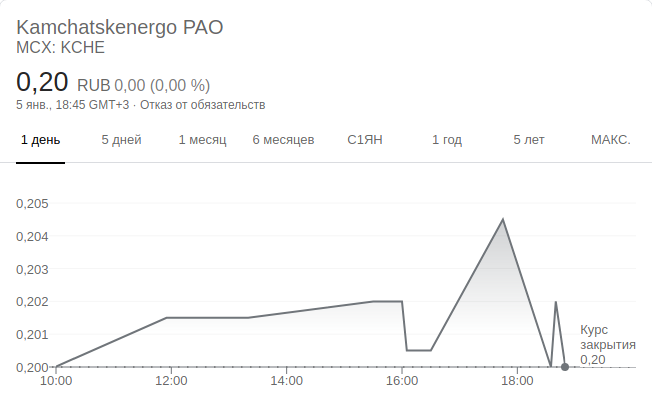 Kamchatskenergo PAO
MCX: KCHE
0,20 RUB 0,00 (0,00 %)
5 янв., 18:45 GMT+3 · Отказ от обязательств
1 день 5 дней 1 месяц 6 месяцев С1ЯН 1 год 5 лет МАКС.
0,205
0,204
0,203
0,202
0,201
0,200
Курс
закрытия
0,20
10:00 12:00 14:00 16:00 18:00